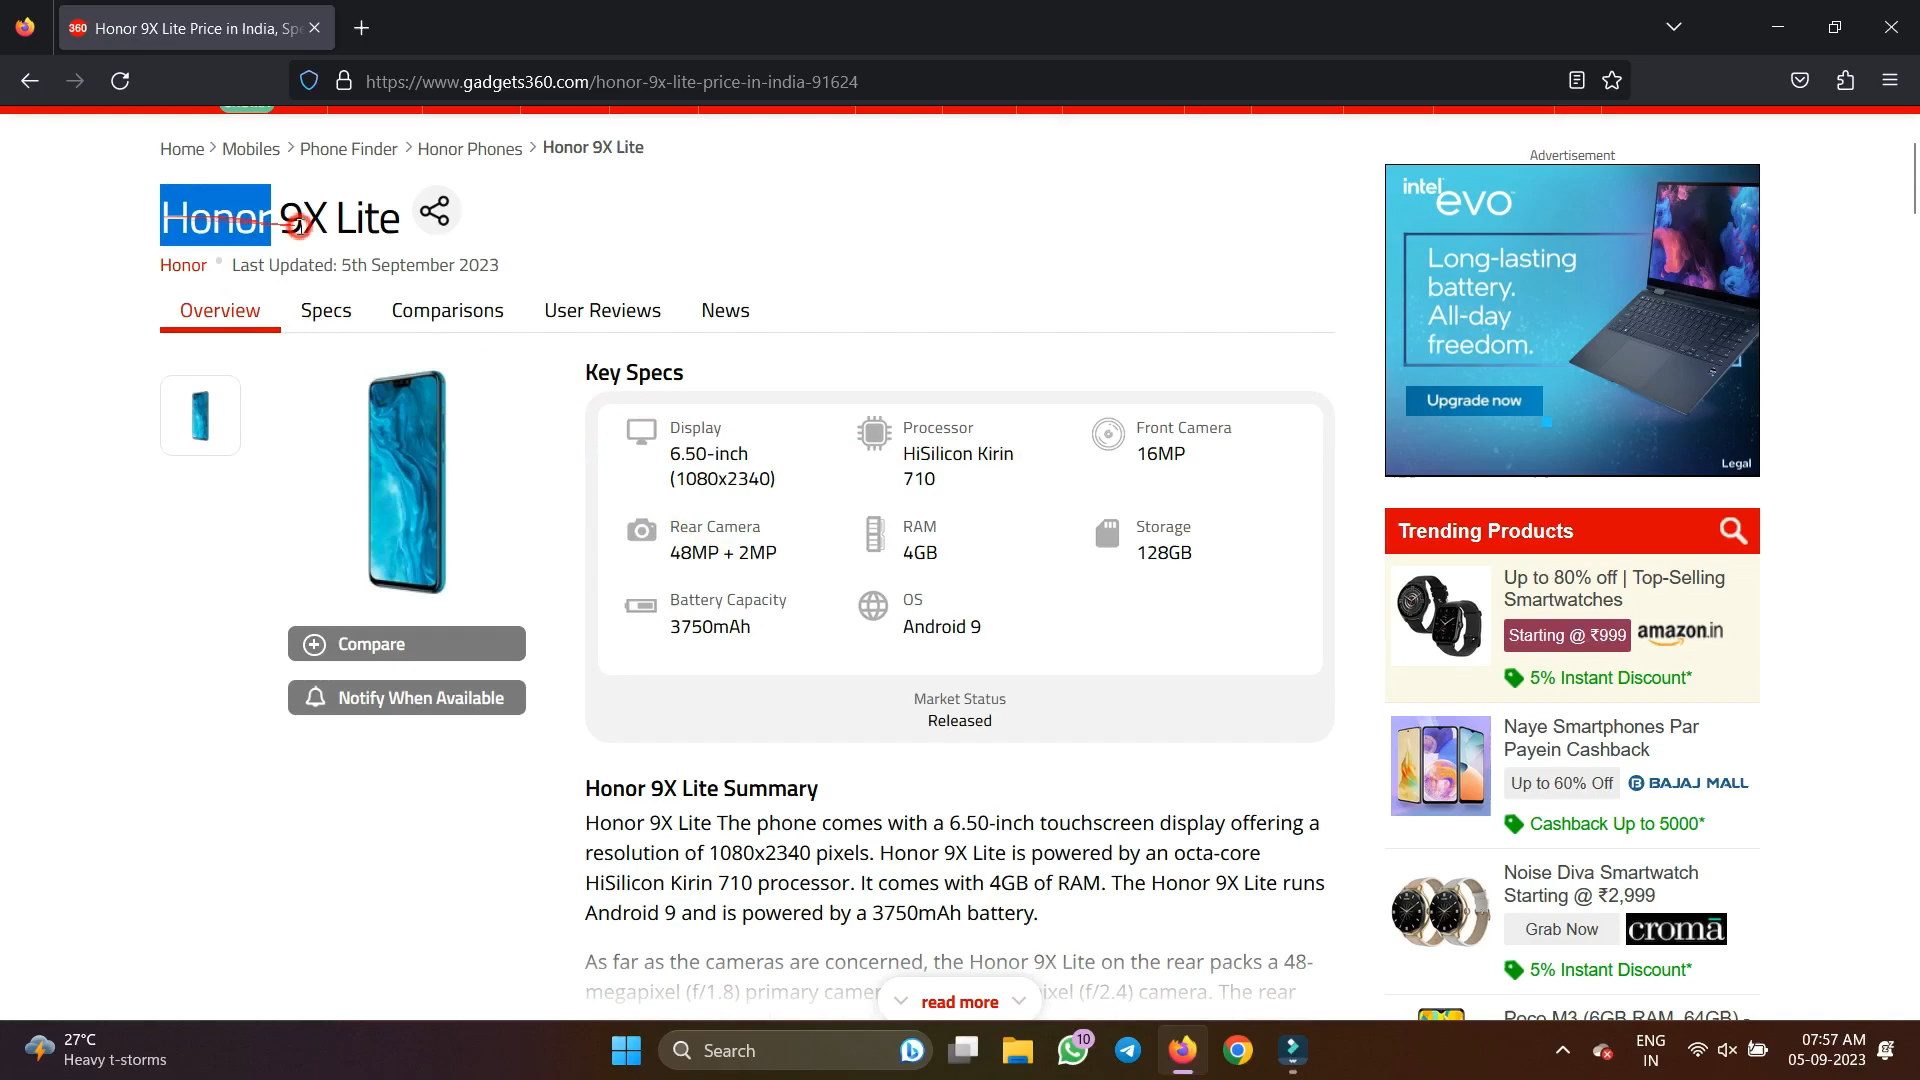 360 Honor 9X Lite Price in India, Spe
https://www.gadgets360.com/honor-9x-lite-price-in-india-91624
Home > Mobiles > Phone Finder > Honor Phones > Honor 9X Lite
Honor 9X Lite
Honor • Last Updated: 5th September 2023
Overview Specs Comparisons User Reviews News
Key Specs
Display
6.50-inch
(1080x2340)
Processor
HiSilicon Kirin
710
Front Camera
16MP
Rear Camera
48MP + 2MP
RAM
4GB
Storage
128GB
Battery Capacity
3750mAh
OS
Android 9
Market Status
Released
Compare
Notify When Available
Honor 9X Lite Summary
Honor 9X Lite The phone comes with a 6.50-inch touchscreen display offering a
resolution of 1080x2340 pixels. Honor 9X Lite is powered by an octa-core
HiSilicon Kirin 710 processor. It comes with 4GB of RAM. The Honor 9X Lite runs
Android 9 and is powered by a 3750mAh battery.
As far as the cameras are concerned, the Honor 9X Lite on the rear packs a 48-
megapixel (f/1.8) primary camer ixel (f/2.4) camera. The rear
read more
Advertisement
intel evo
Long-lasting
battery.
All-day
freedom.
Upgrade now
Legal
Trending Products
Up to 80% off | Top-Selling
Smartwatches
Starting @ ₹999 amazon.in
5% Instant Discount*
Naye Smartphones Par
Payein Cashback
Up to 60% Off BAJAJ MALL
Cashback Up to 5000*
Noise Diva Smartwatch
Starting @ ₹2,999
Grab Now cromā
5% Instant Discount*
Poco M3 (6GB RAM, 64GB) -
27°C
Heavy t-storms
Search
10
ENG
IN
07:57 AM
05-09-2023